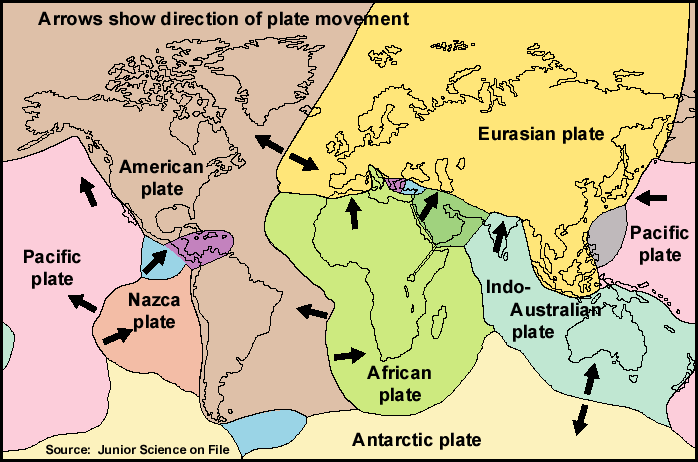 Arrows show direction of plate movement
Eurasian plate
American
plate
Pacific
plate
Pacific
plate
Nazca
plate
Indo-
Australian
plate
African
plate
Antarctic plate
Source: Junior Science on File